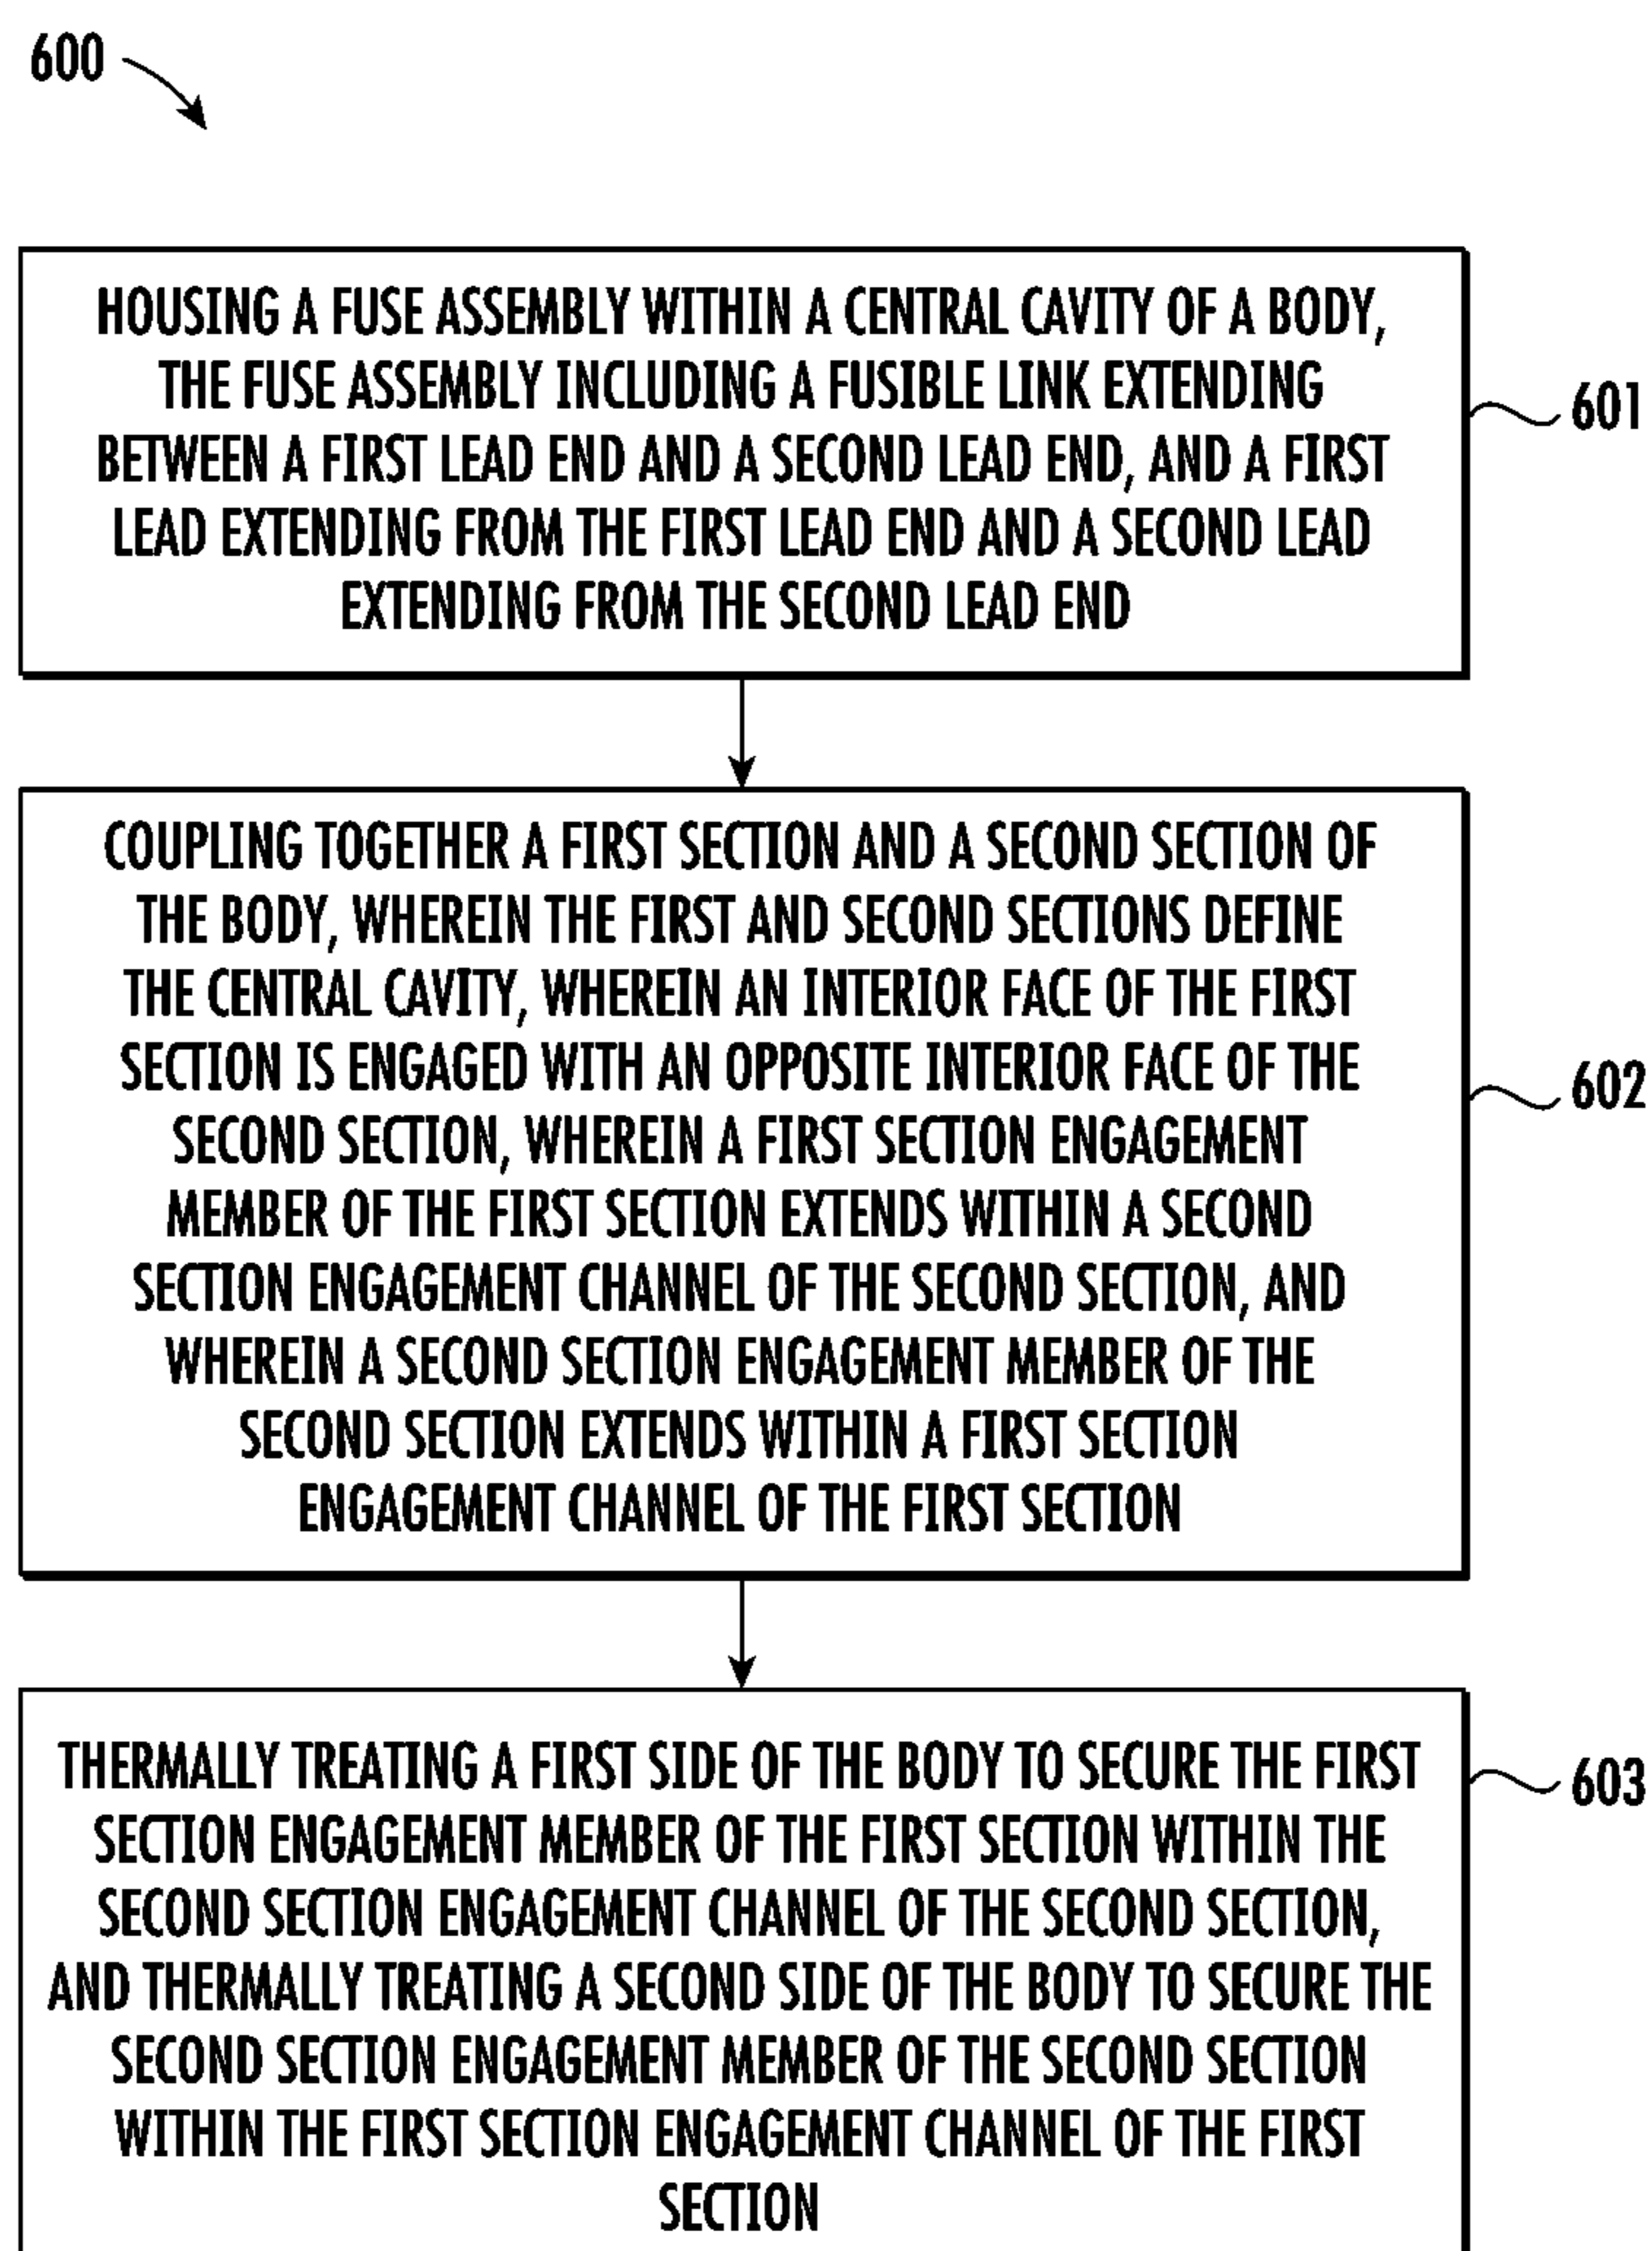 600
HOUSING A FUSE ASSEMBLY WITHIN A CENTRAL CAVITY OF A BODY,
THE FUSE ASSEMBLY INCLUDING A FUSIBLE LINK EXTENDING
BETWEEN A FIRST LEAD END AND A SECOND LEAD END, AND A FIRST
LEAD EXTENDING FROM THE FIRST LEAD END AND A SECOND LEAD
EXTENDING FROM THE SECOND LEAD END
601
COUPLING TOGETHER A FIRST SECTION AND A SECOND SECTION OF
THE BODY, WHEREIN THE FIRST AND SECOND SECTIONS DEFINE
THE CENTRAL CAVITY, WHEREIN AN INTERIOR FACE OF THE FIRST
SECTION IS ENGAGED WITH AN OPPOSITE INTERIOR FACE OF THE
SECOND SECTION, WHEREIN A FIRST SECTION ENGAGEMENT
MEMBER OF THE FIRST SECTION EXTENDS WITHIN A SECOND
SECTION ENGAGEMENT CHANNEL OF THE SECOND SECTION, AND
WHEREIN A SECOND SECTION ENGAGEMENT MEMBER OF THE
SECOND SECTION EXTENDS WITHIN A FIRST SECTION
ENGAGEMENT CHANNEL OF THE FIRST SECTION
602
THERMALLY TREATING A FIRST SIDE OF THE BODY TO SECURE THE FIRST
SECTION ENGAGEMENT MEMBER OF THE FIRST SECTION WITHIN THE
SECOND SECTION ENGAGEMENT CHANNEL OF THE SECOND SECTION,
AND THERMALLY TREATING A SECOND SIDE OF THE BODY TO SECURE THE
SECOND SECTION ENGAGEMENT MEMBER OF THE SECOND SECTION
WITHIN THE FIRST SECTION ENGAGEMENT CHANNEL OF THE FIRST
SECTION
603